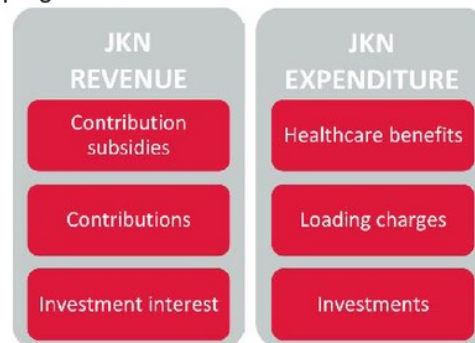 JKN
REVENUE
Contribution
subsidies
Contributions
Investment interest
JKN
EXPENDITURE
Healthcare benefits
Loading charges
Investments